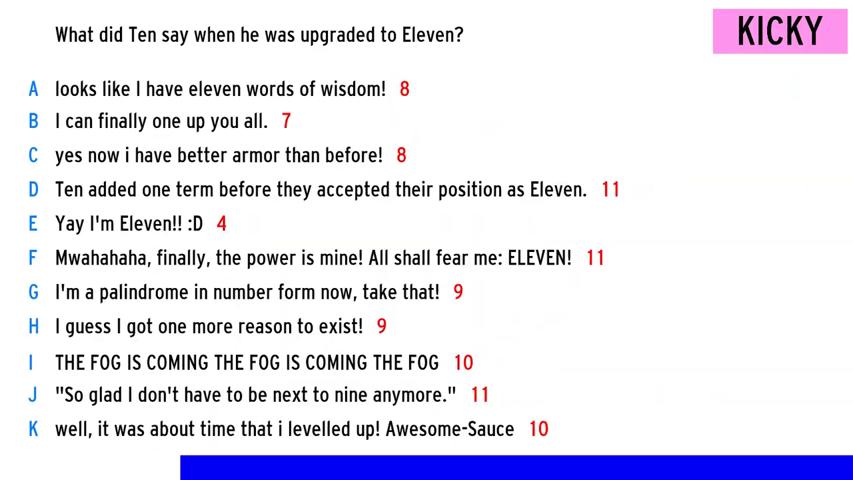 What did Ten say when he was upgraded to Eleven?
KICKY
A looks like I have eleven words of wisdom! 8
B I can finally one up you all. 7
C yes now i have better armor than before! 8
D Ten added one term before they accepted their position as Eleven. 11
E Yay I'm Eleven!! :D 4
F Mwahahaha, finally, the power is mine! All shall fear me: ELEVEN! 11
G I'm a palindrome in number form now, take that! 9
H I guess I got one more reason to exist! 9
I THE FOG IS COMING THE FOG IS COMING THE FOG 10
J "So glad I don't have to be next to nine anymore." 11
K well, it was about time that i levelled up! Awesome-Sauce 10